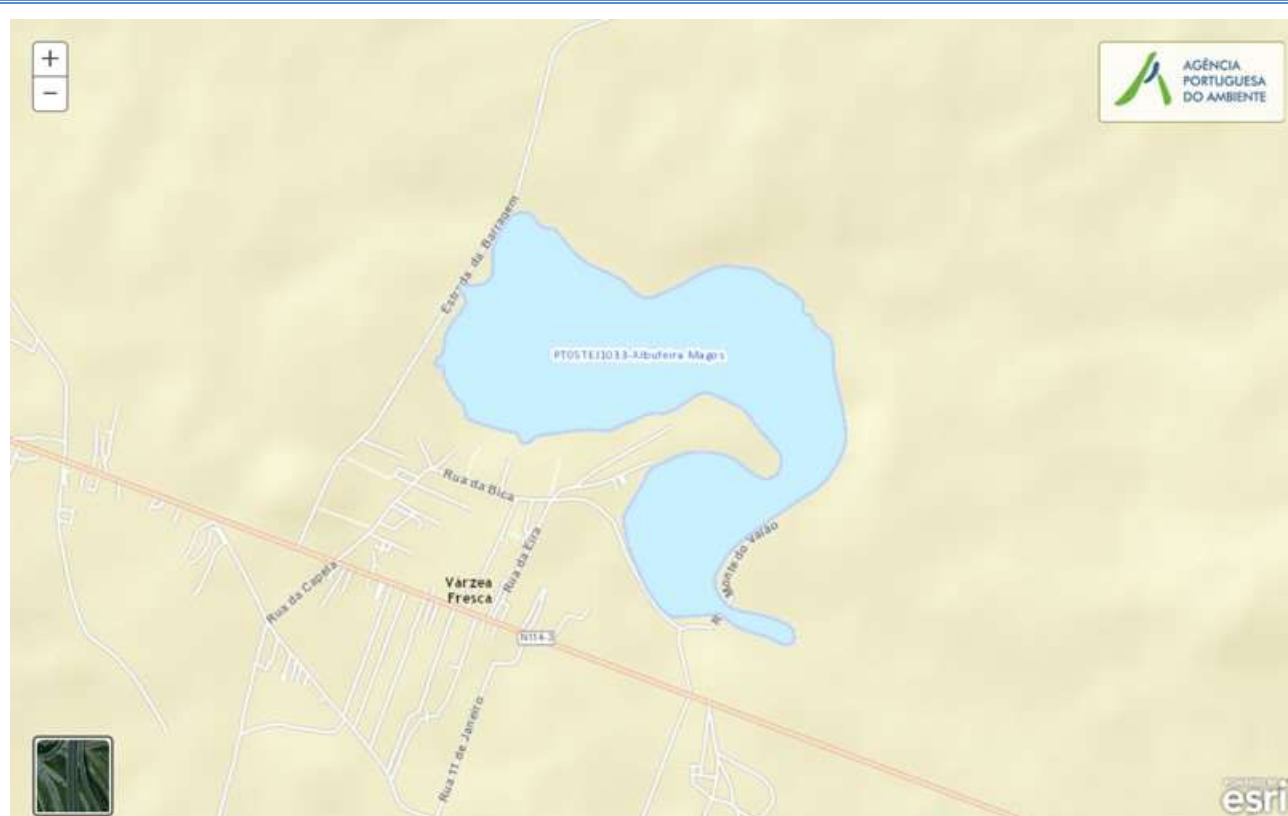 +
−
AGÊNCIA
PORTUGUESA
DO AMBIENTE
Estrada da Barragem
PT05TEJ1033-Albufeira Magos
Rua da Bica
Rua da Eira
Monte do Valão
Rua da Capela
Várzea
Fresca
N114-3
Rua 11 de Janeiro
esri